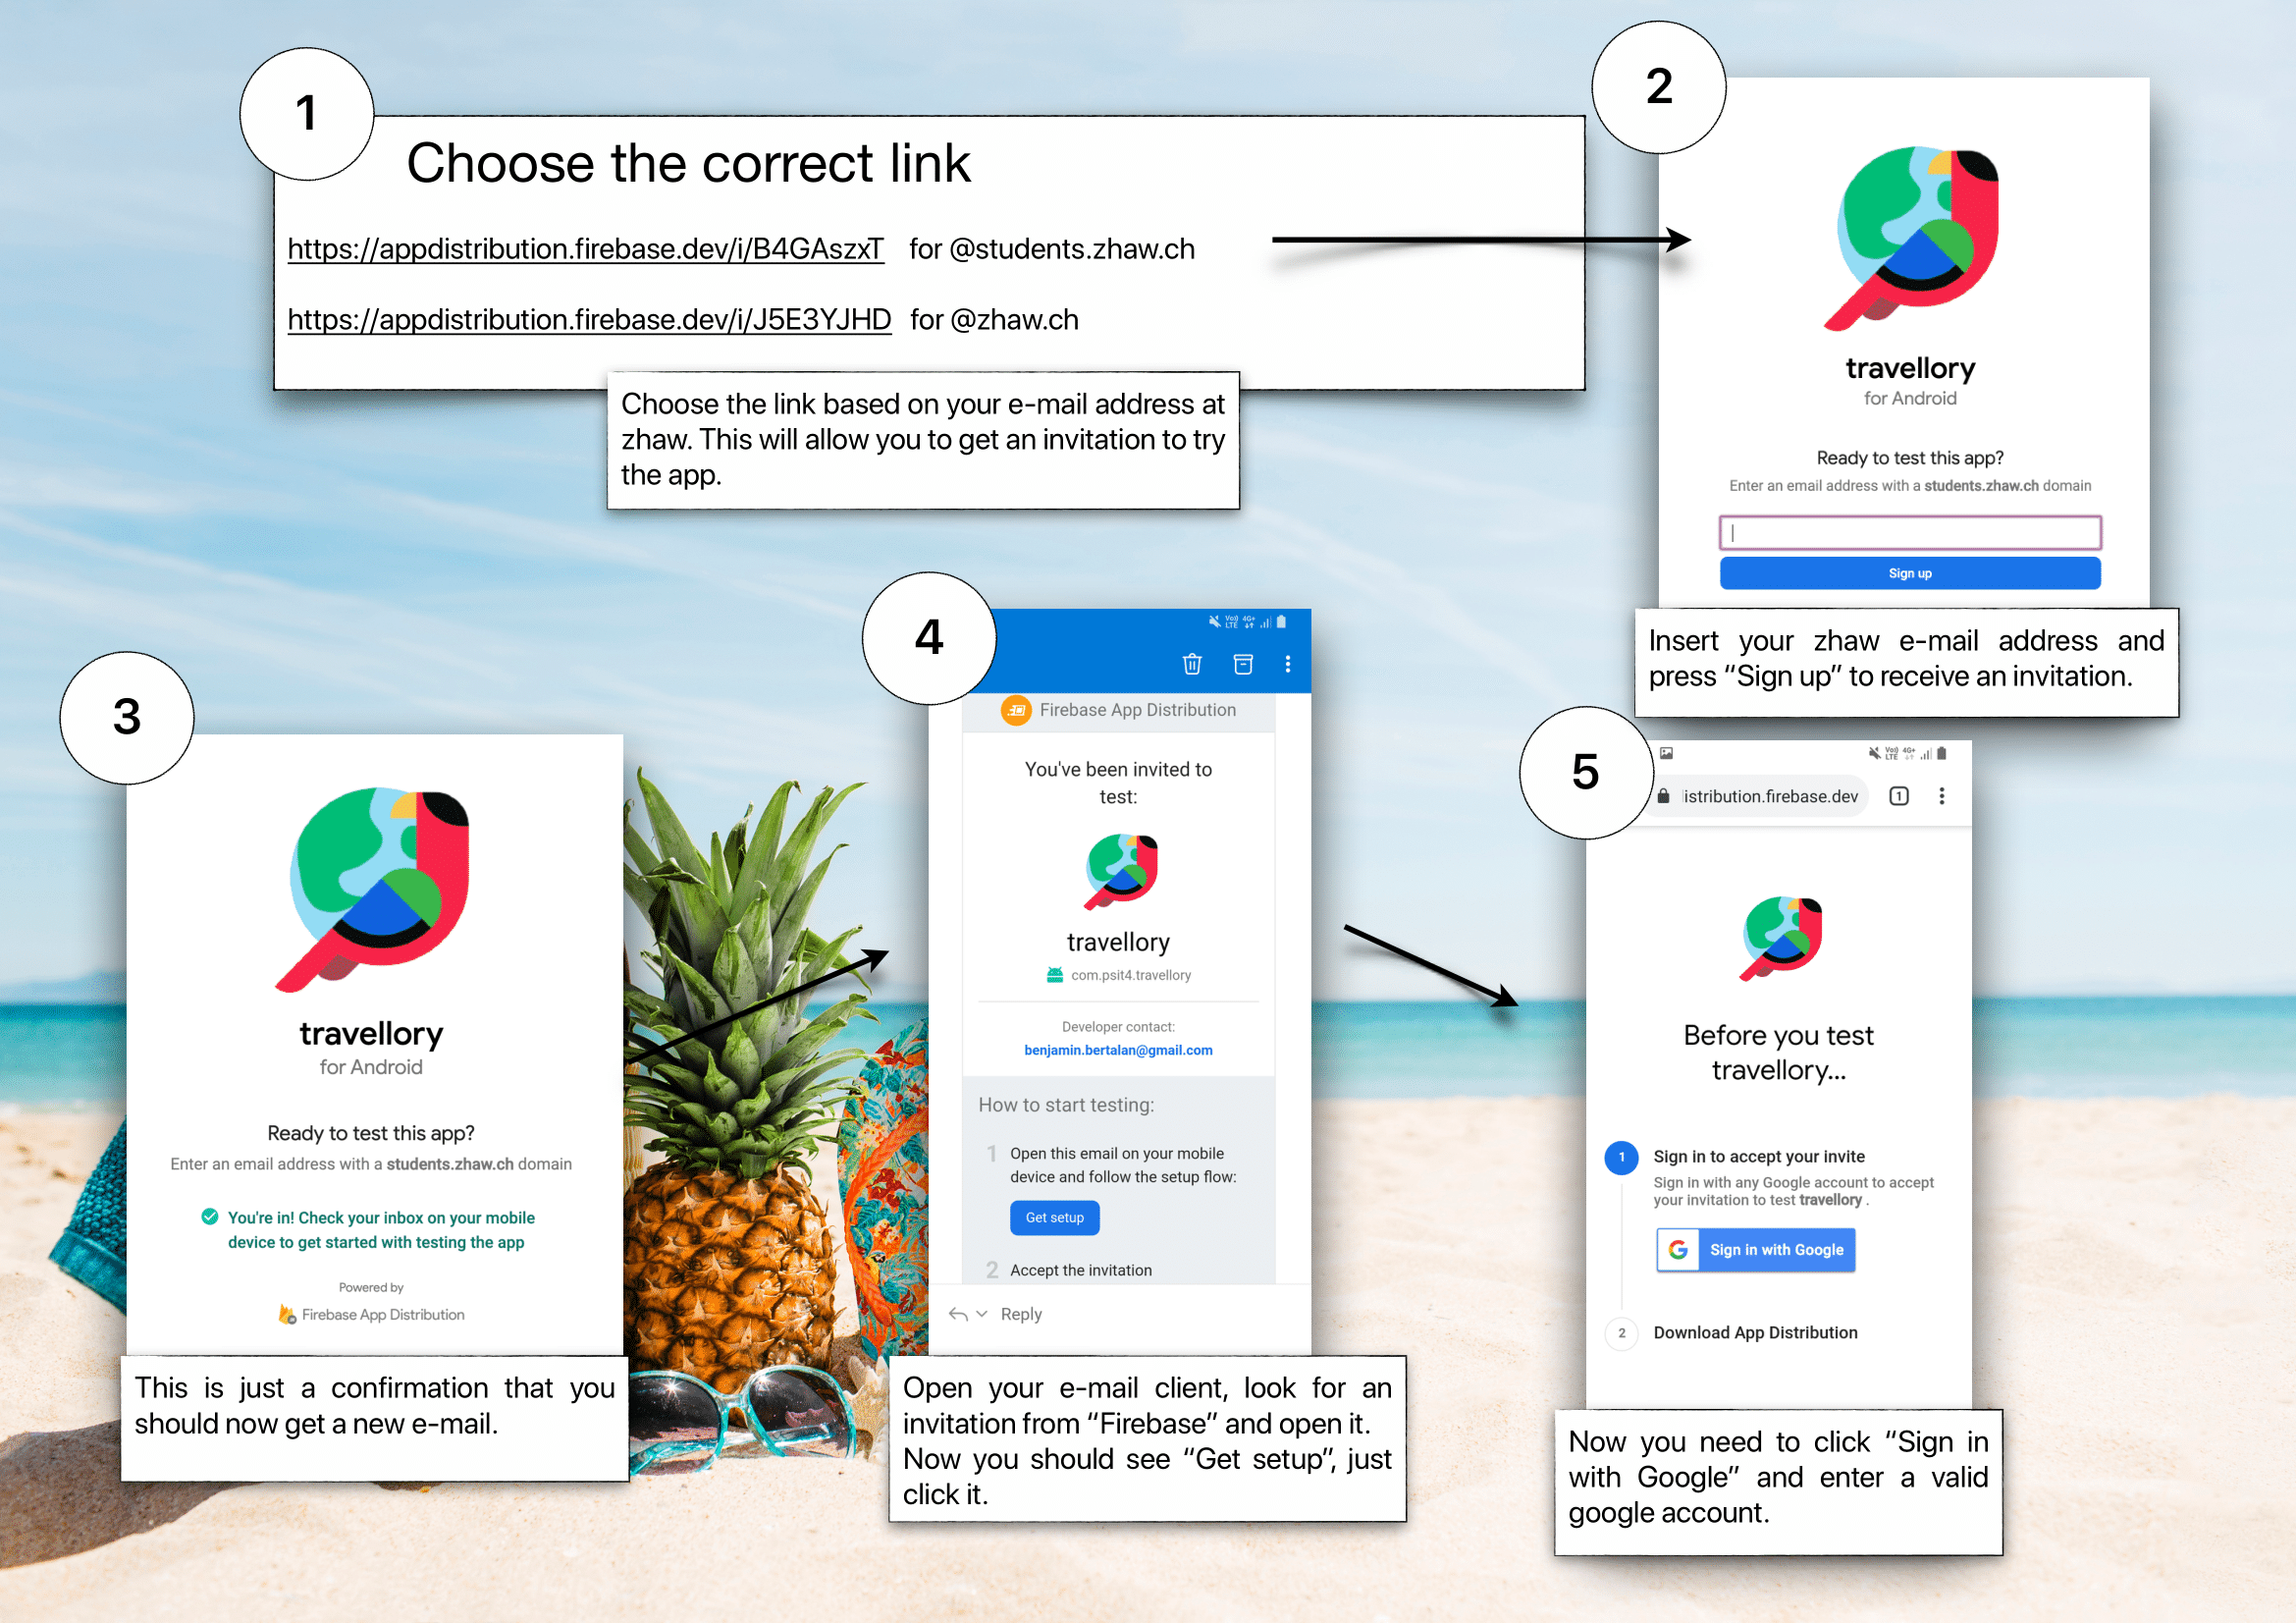 1
Choose the correct link
https://appdistribution.firebase.dev/i/B4GAszxT for @students.zhaw.ch
https://appdistribution.firebase.dev/i/J5E3YJHD for @zhaw.ch
Choose the link based on your e-mail address at
zhaw. This will allow you to get an invitation to try
the app.
2
travellory
for Android
Ready to test this app?
Enter an email address with a students.zhaw.ch domain
Sign up
Insert your zhaw e-mail address and
press “Sign up” to receive an invitation.
3
travellory
for Android
Ready to test this app?
Enter an email address with a students.zhaw.ch domain
You're in! Check your inbox on your mobile
device to get started with testing the app
Powered by
Firebase App Distribution
This is just a confirmation that you
should now get a new e-mail.
4
Vo)) LTE 4G+
Firebase App Distribution
You've been invited to
test:
travellory
com.psit4.travellory
Developer contact:
benjamin.bertalan@gmail.com
How to start testing:
1 Open this email on your mobile
device and follow the setup flow:
Get setup
2 Accept the invitation
Reply
Open your e-mail client, look for an
invitation from “Firebase” and open it.
Now you should see “Get setup”, just
click it.
5
Vo)) LTE 4G+
istribution.firebase.dev 1
Before you test
travellory...
1 Sign in to accept your invite
Sign in with any Google account to accept
your invitation to test travellory .
G Sign in with Google
2 Download App Distribution
Now you need to click “Sign in
with Google” and enter a valid
google account.